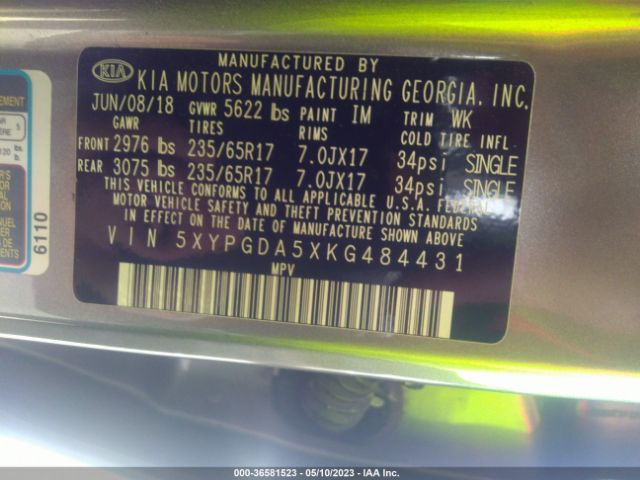 MANUFACTURED BY
KIA KIA MOTORS MANUFACTURING GEORGIA, INC.
JUN/08/18 GVWR 5622 lbs PAINT IM TRIM WK
GAWR TIRES RIMS COLD TIRE INFL
FRONT 2976 lbs 235/65R17 7.0JX17 34psi SINGLE
REAR 3075 lbs 235/65R17 7.0JX17 34psi SINGLE
THIS VEHICLE CONFORMS TO ALL APPLICABLE U.S.A. FEDERAL
MOTOR VEHICLE SAFETY AND THEFT PREVENTION STANDARDS
IN EFFECT ON THE DATE OF MANUFACTURE SHOWN ABOVE
VIN 5XYPGDA5XKG484431
MPV
EMENT
5
6110
000-36581523 - 05/10/2023 - IAA Inc.